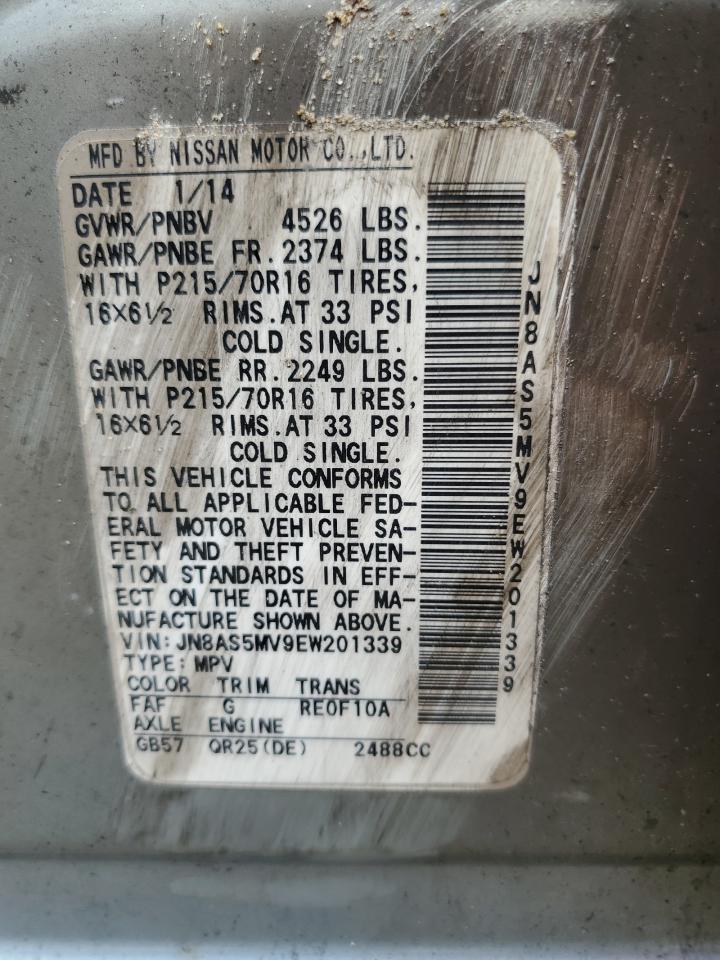 MFD BY NISSAN MOTOR CO.,LTD.
DATE 1/14
GVWR/PNBV 4526 LBS.
GAWR/PNBE FR.2374 LBS.
WITH P215/70R16 TIRES,
16×6½ RIMS.AT 33 PSI
COLD SINGLE.
GAWR/PNBE RR.2249 LBS.
WITH P215/70R16 TIRES,
16×6½ RIMS.AT 33 PSI
COLD SINGLE.
THIS VEHICLE CONFORMS
TO ALL APPLICABLE FED-
ERAL MOTOR VEHICLE SA-
FETY AND THEFT PREVEN-
TION STANDARDS IN EFF-
ECT ON THE DATE OF MA-
NUFACTURE SHOWN ABOVE.
VIN:JN8AS5MV9EW201339
TYPE:MPV
COLOR TRIM TRANS
FAF G RE0F10A
AXLE ENGINE
GB57 QR25(DE) 2488CC
JN8AS5MV9EW201339